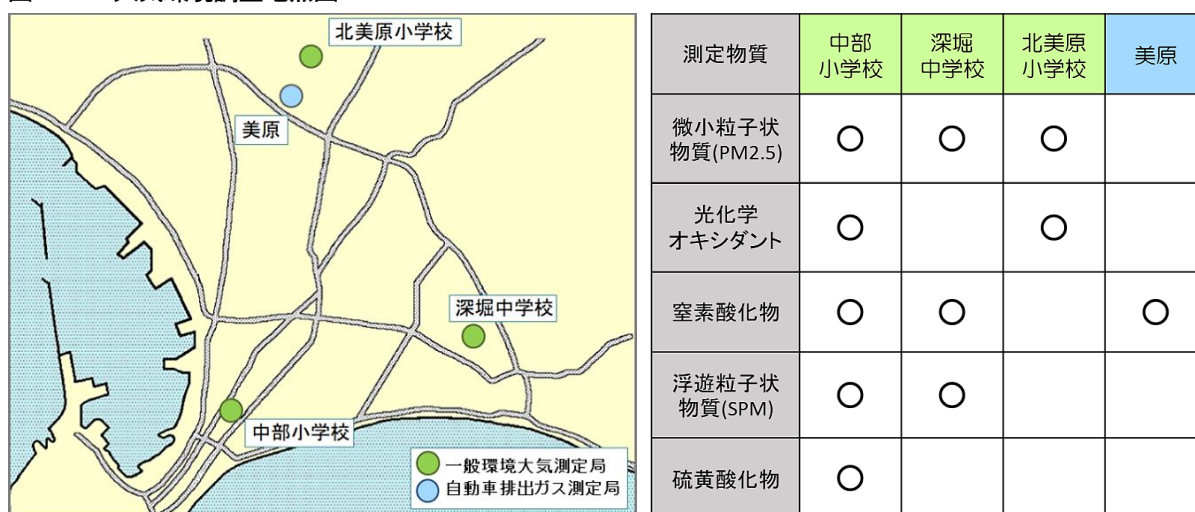 北美原小学校
美原
深堀中学校
中部小学校
一般環境大気測定局
自動車排出ガス測定局
測定物質
中部
小学校
深堀
中学校
北美原
小学校
美原
微小粒子状
物質(PM2.5)
○
○
○
光化学
オキシダント
○
○
窒素酸化物
○
○
○
浮遊粒子状
物質(SPM)
○
○
硫黄酸化物
○